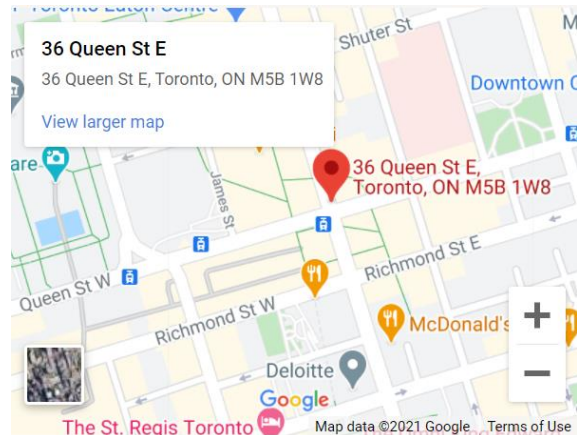 Toronto Eaton Centre
36 Queen St E
36 Queen St E, Toronto, ON M5B 1W8
View larger map
Shuter St
Downtown C
are
James St
36 Queen St E,
Toronto, ON M5B 1W8
Queen St W
Richmond St E
Richmond St W
McDonald's
Deloitte
Google
The St. Regis Toronto
Map data ©2021 Google
Terms of Use